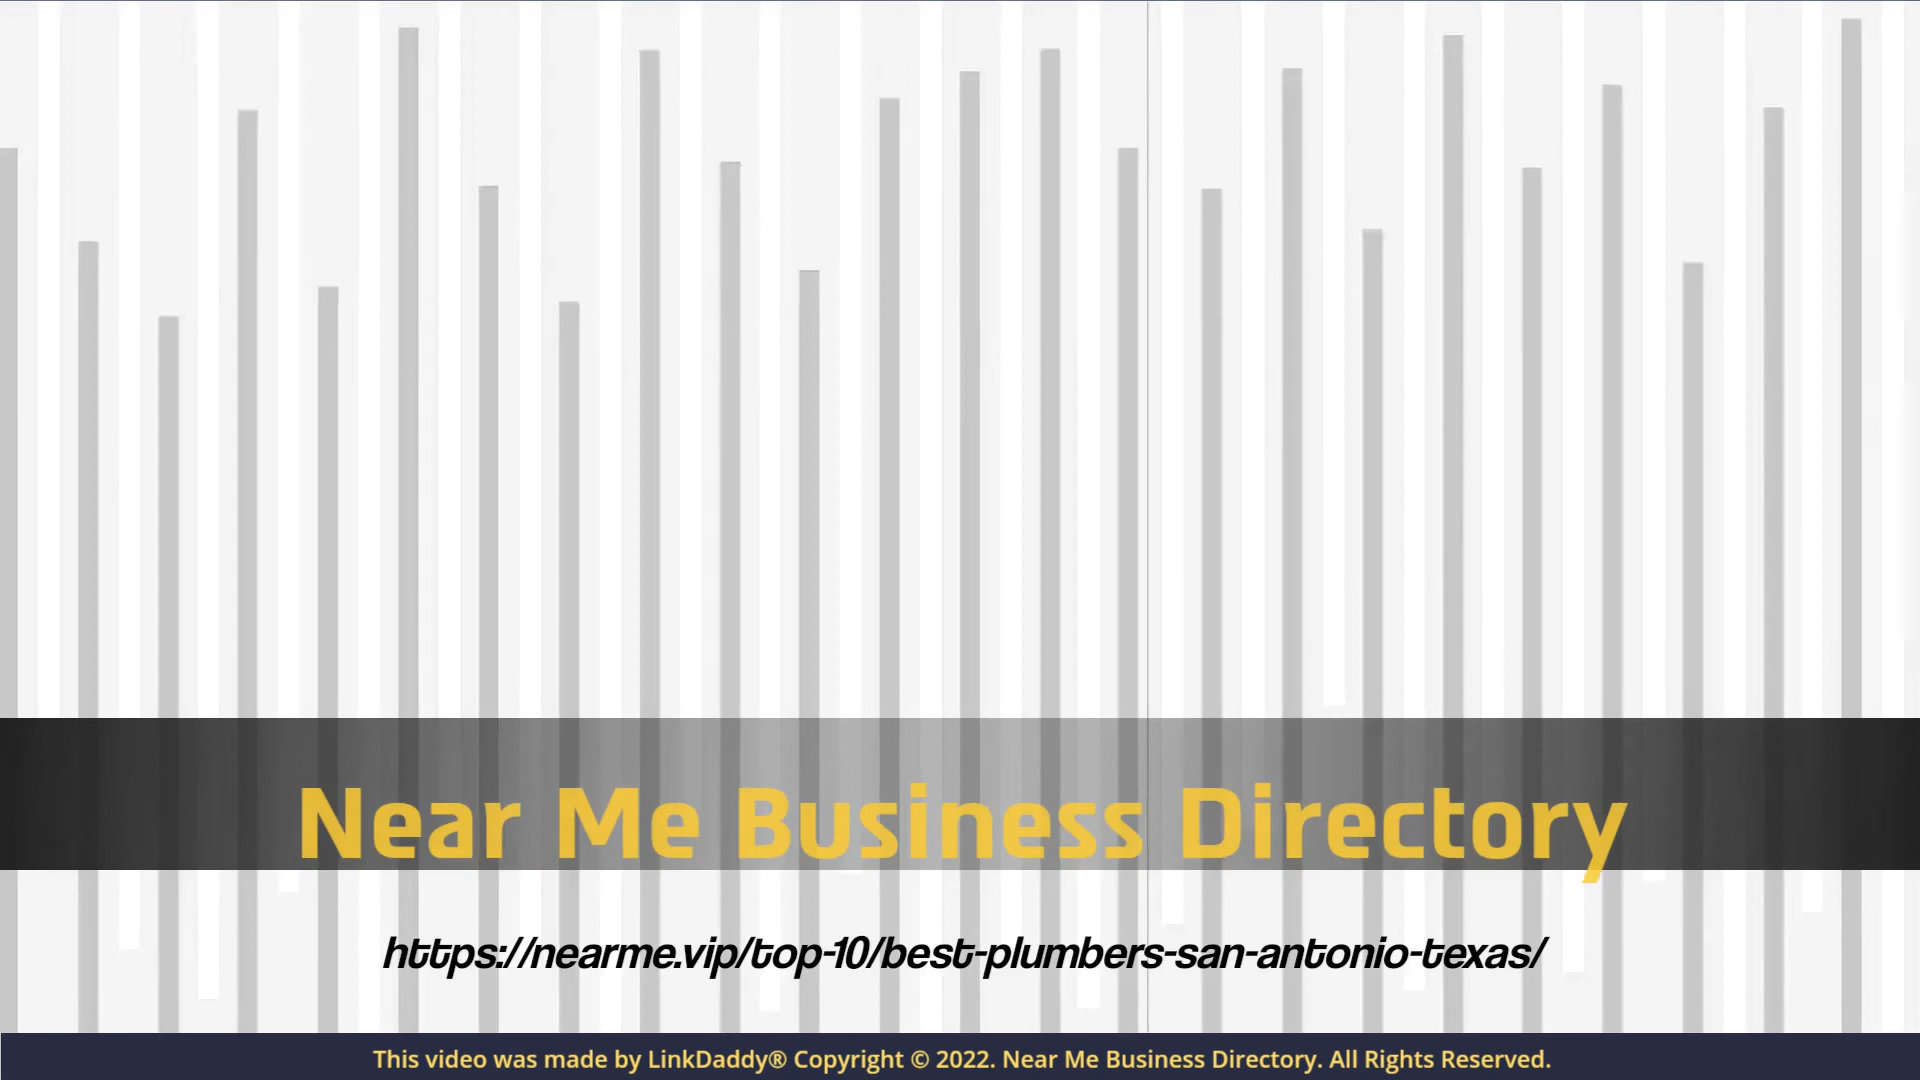 Near Me Business Directory
https://nearme.vip/top-10/best-plumbers-san-antonio-texas/
This video was made by LinkDaddy® Copyright © 2022. Near Me Business Directory. All Rights Reserved.